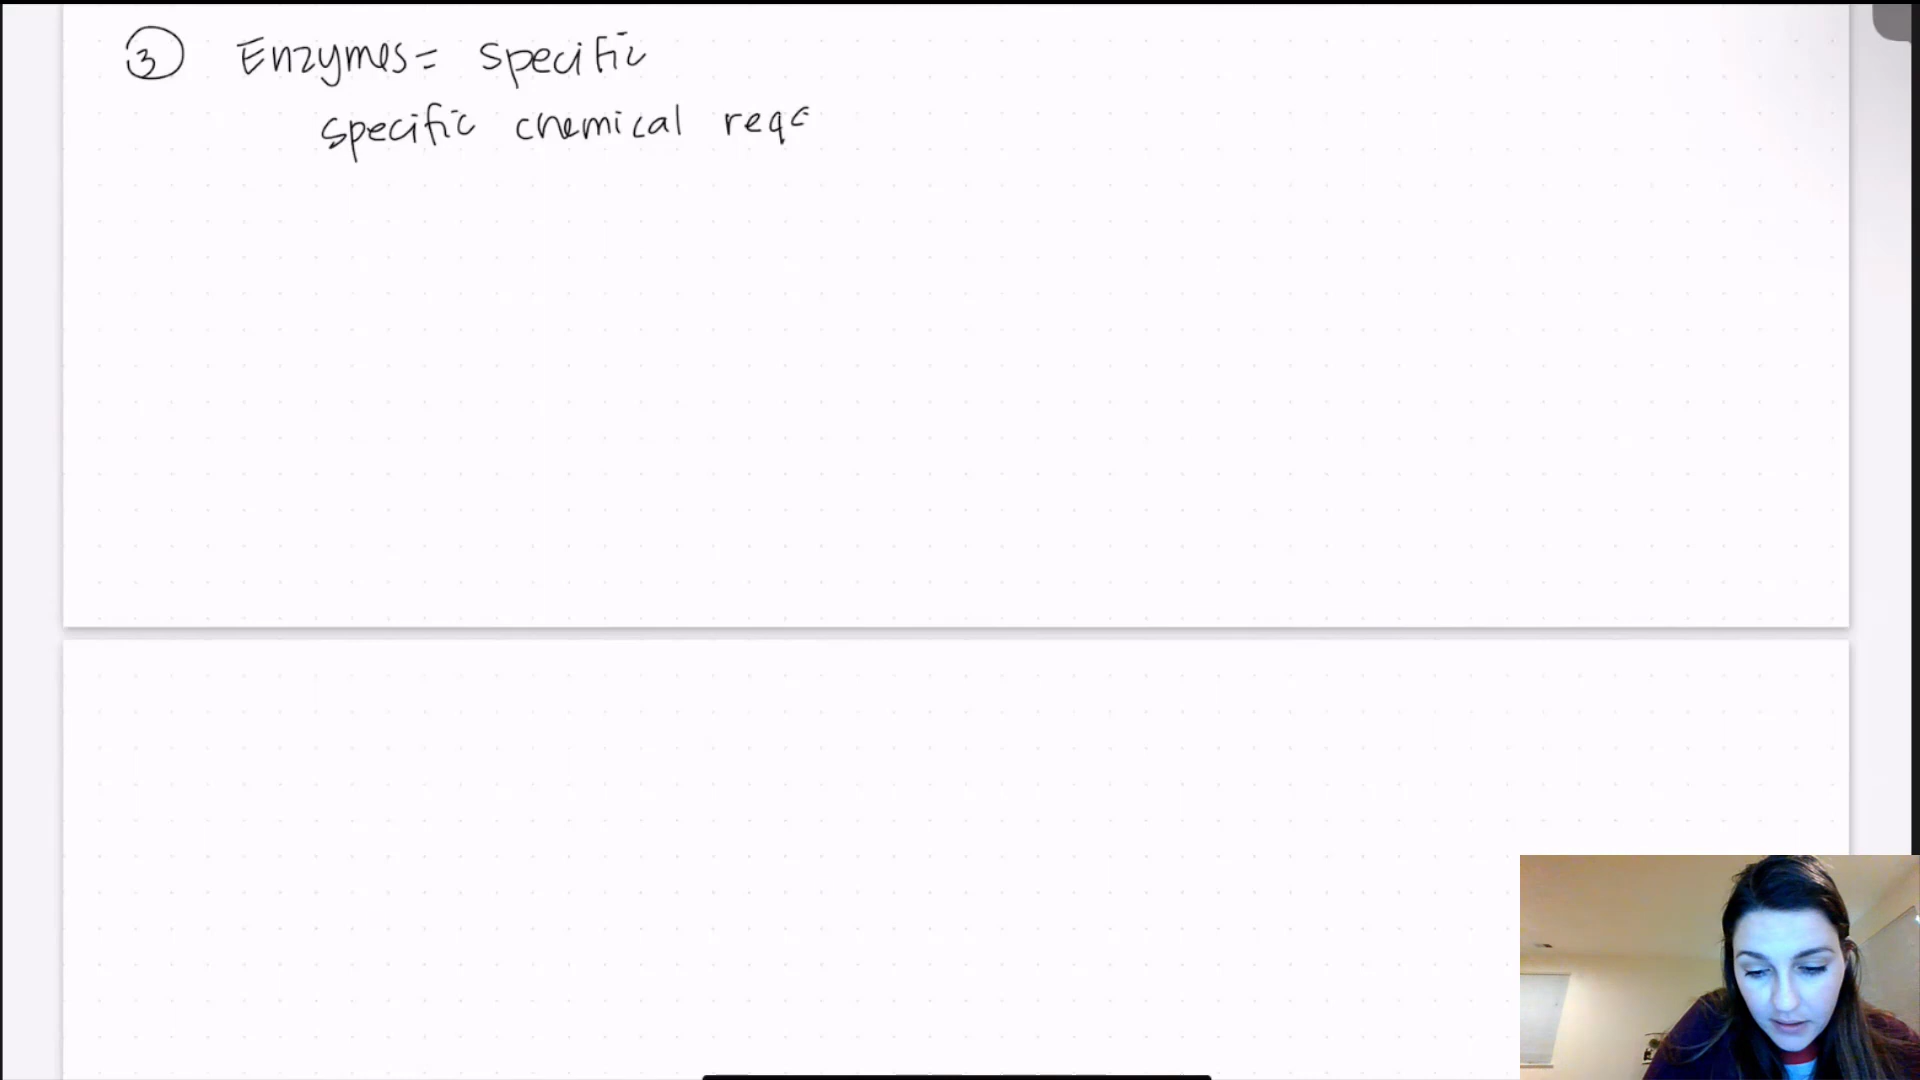 3 Enzymes = specific
specific chemical